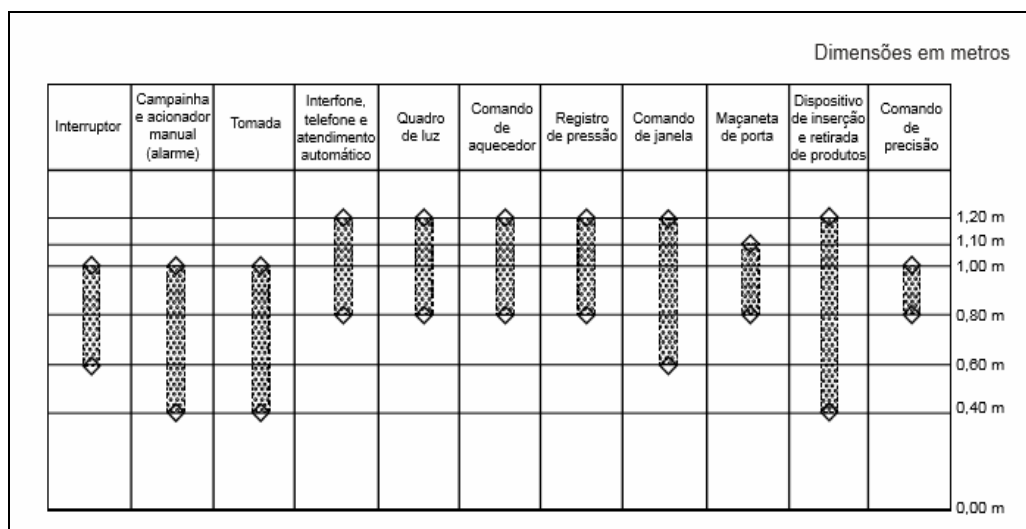 Dimensões em metros
Interruptor
Campainha
e acionador
manual
(alarme)
Tomada
Interfone,
telefone e
atendimento
automático
Quadro
de luz
Comando
de
aquecedor
Registro
de pressão
Comando
de janela
Maçaneta
de porta
Dispositivo
de inserção
e retirada
de produtos
Comando
de
precisão
1,20 m
1,10 m
1,00 m
0,80 m
0,60 m
0,40 m
0,00 m